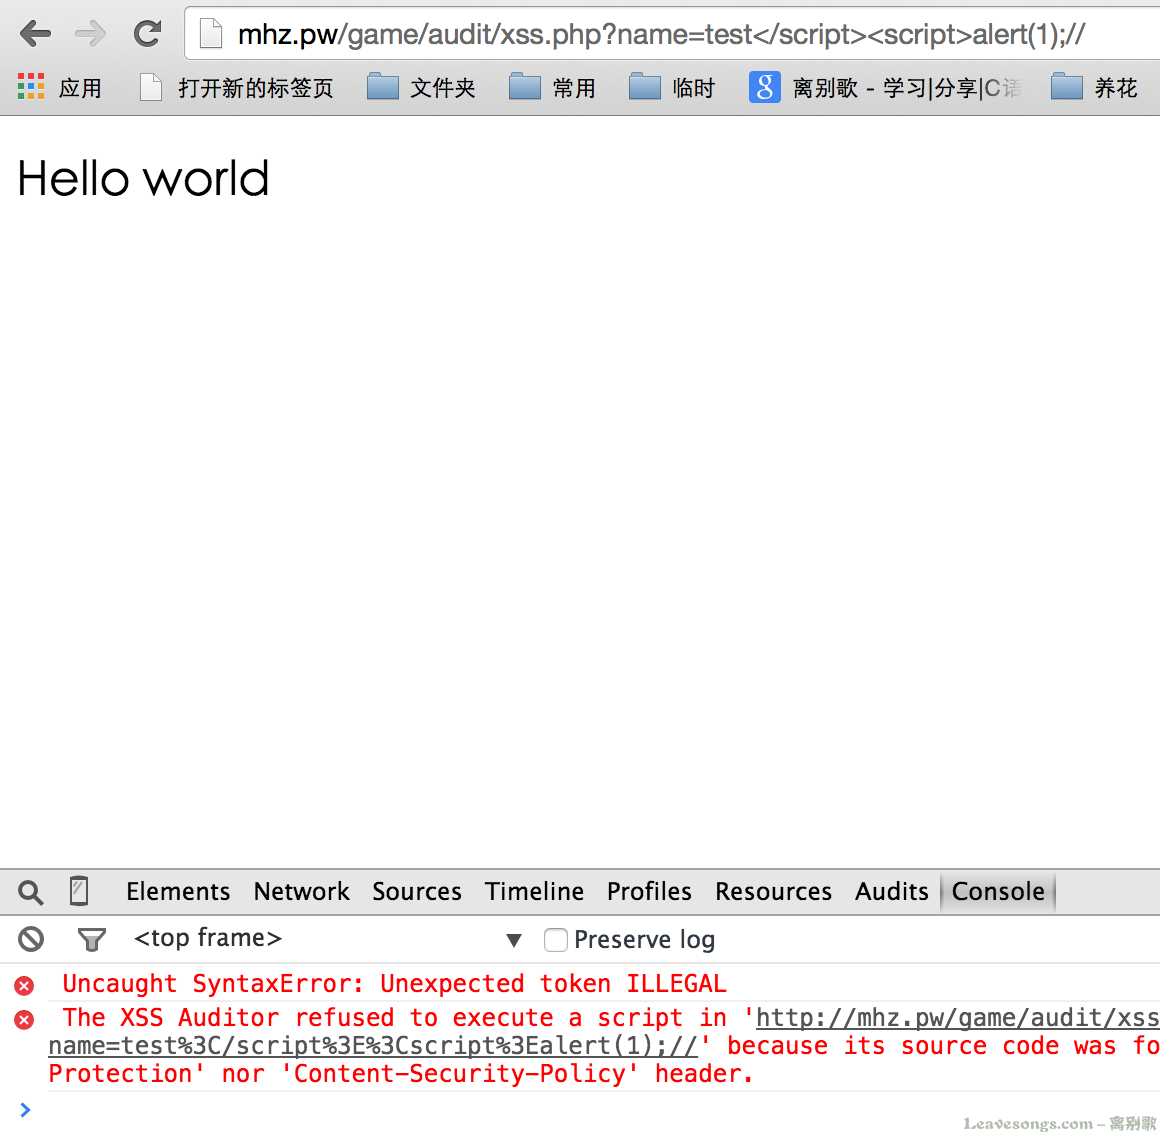 mhz.pw/game/audit/xss.php?name=test</script><script>alert(1);//
应用 打开新的标签页 文件夹 常用 临时 离别歌 - 学习|分享|C语 养花
Hello world
Elements Network Sources Timeline Profiles Resources Audits Console
<top frame> ▼ Preserve log
Uncaught SyntaxError: Unexpected token ILLEGAL
The XSS Auditor refused to execute a script in 'http://mhz.pw/game/audit/xss
name=test%3C/script%3E%3Cscript%3Ealert(1);//' because its source code was fo
Protection' nor 'Content-Security-Policy' header.
>
Leavesongs.com – 离别歌